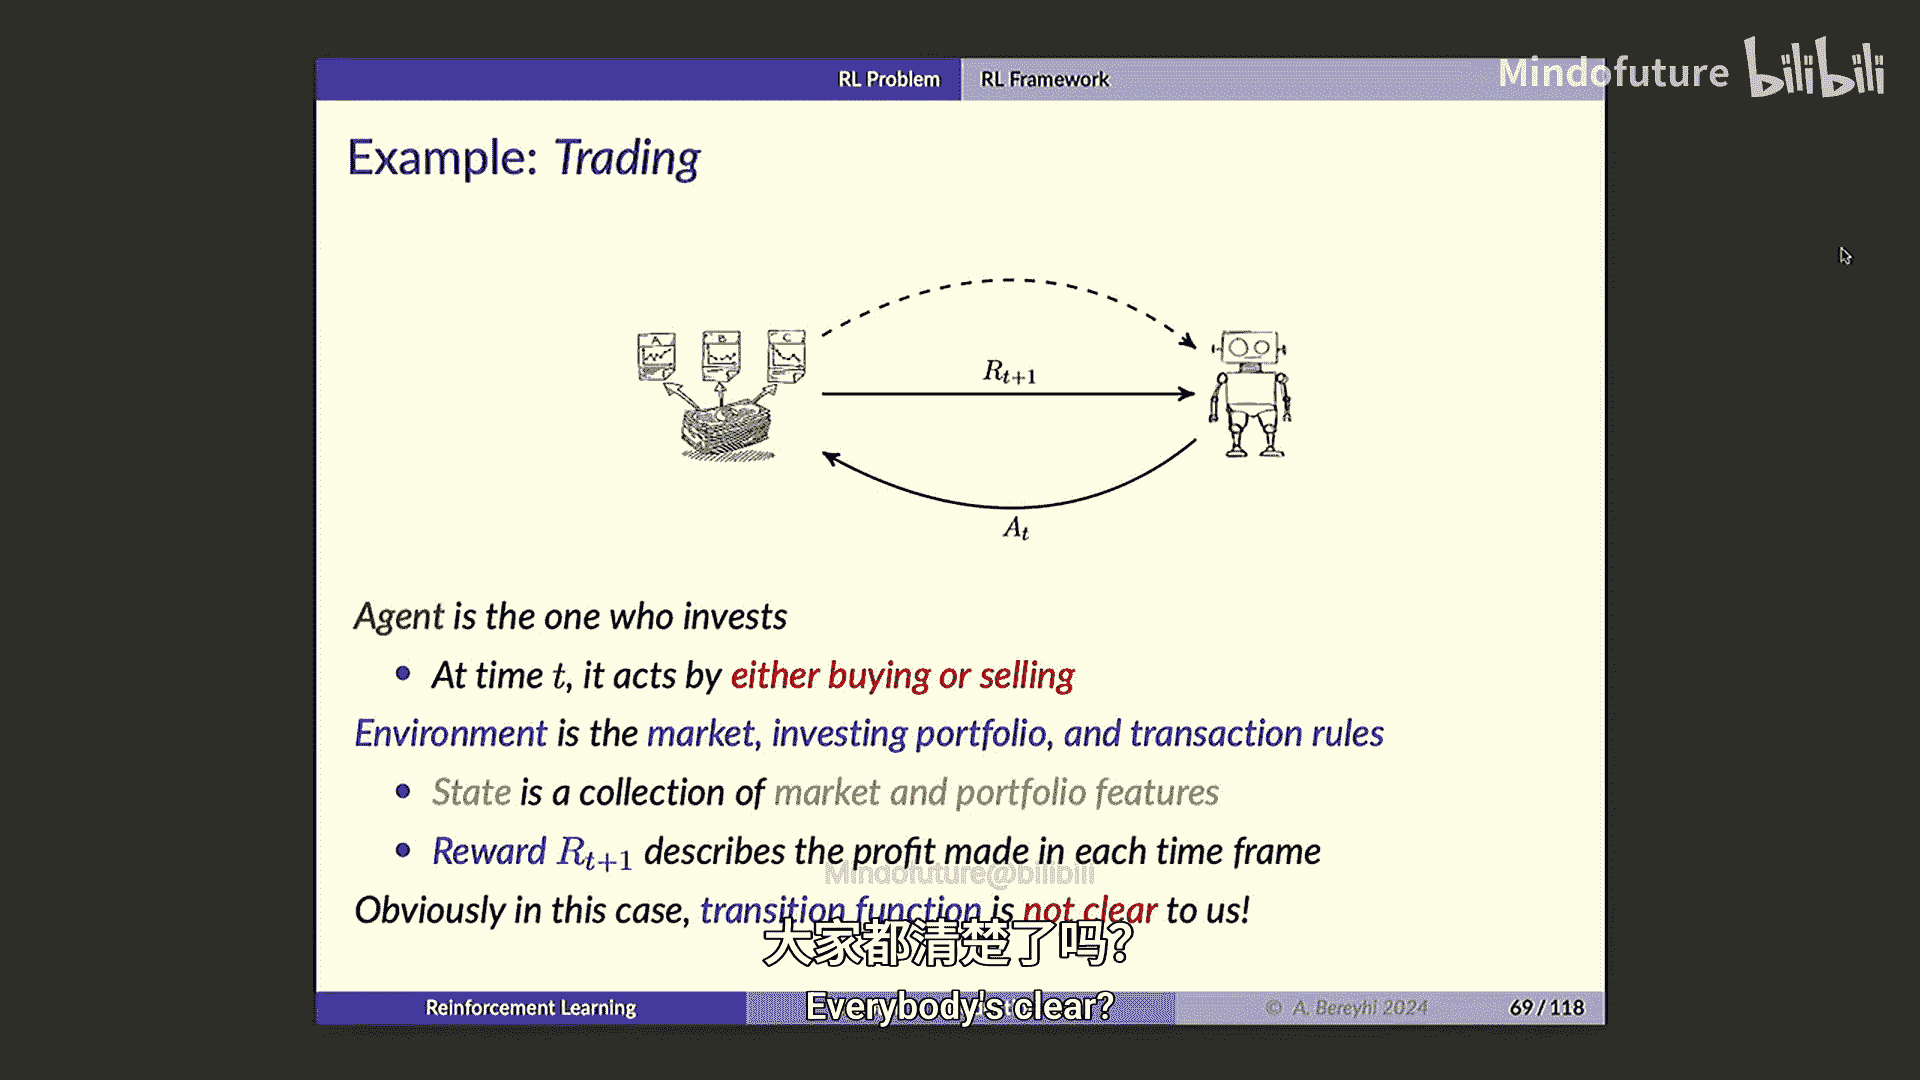 RL Problem RL Framework
Mindofuture bilibili
Example: Trading
A B C
R_{t+1}
A_t
Agent is the one who invests
At time t, it acts by either buying or selling
Environment is the market, investing portfolio, and transaction rules
State is a collection of market and portfolio features
Reward R_{t+1} describes the profit made in each time frame
Mindofuture@bilibili
Obviously in this case, transition function is not clear to us!
大家都清楚了吗？
Everybody's clear?
Reinforcement Learning
© A. Bereyhi 2024
69 / 118